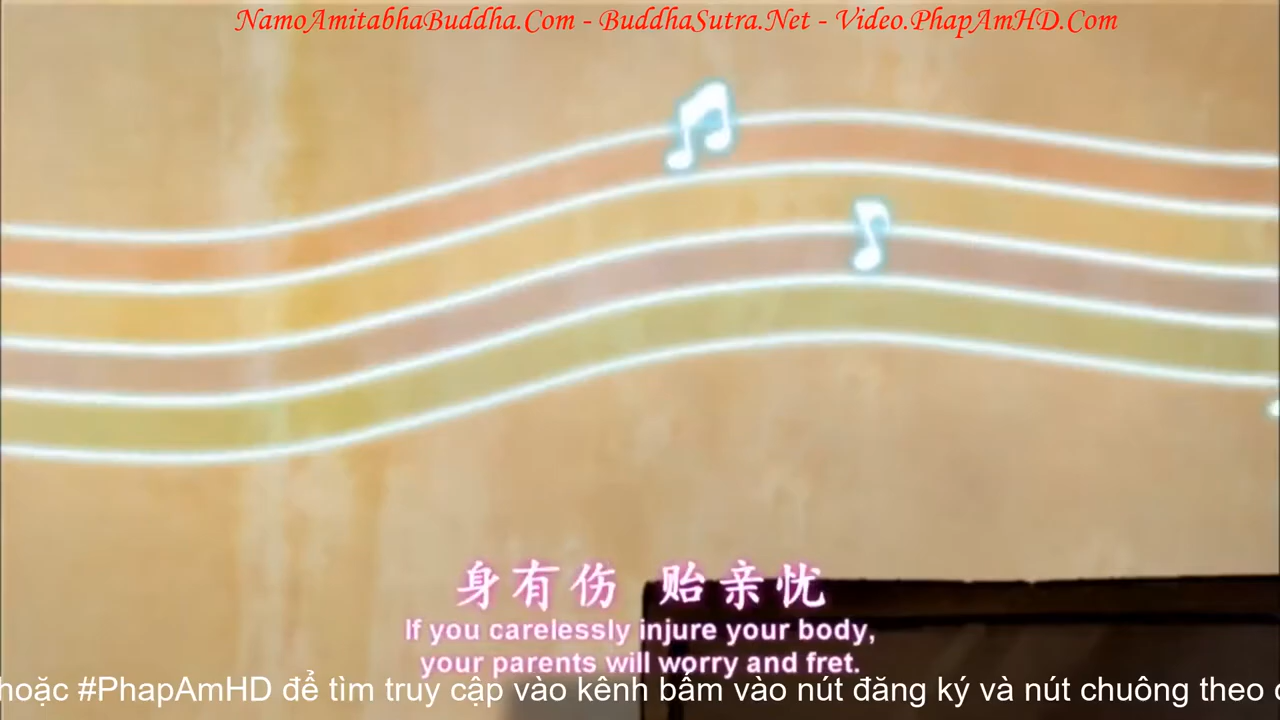 NamoAmitabhaBuddha.Com - BuddhaSutra.Net - Video.PhapAmHD.Com
身有伤 贻亲忧
If you carelessly injure your body,
your parents will worry and fret.
hoặc #PhapAmHD để tìm truy cập vào kênh bấm vào nút đăng ký và nút chuông theo